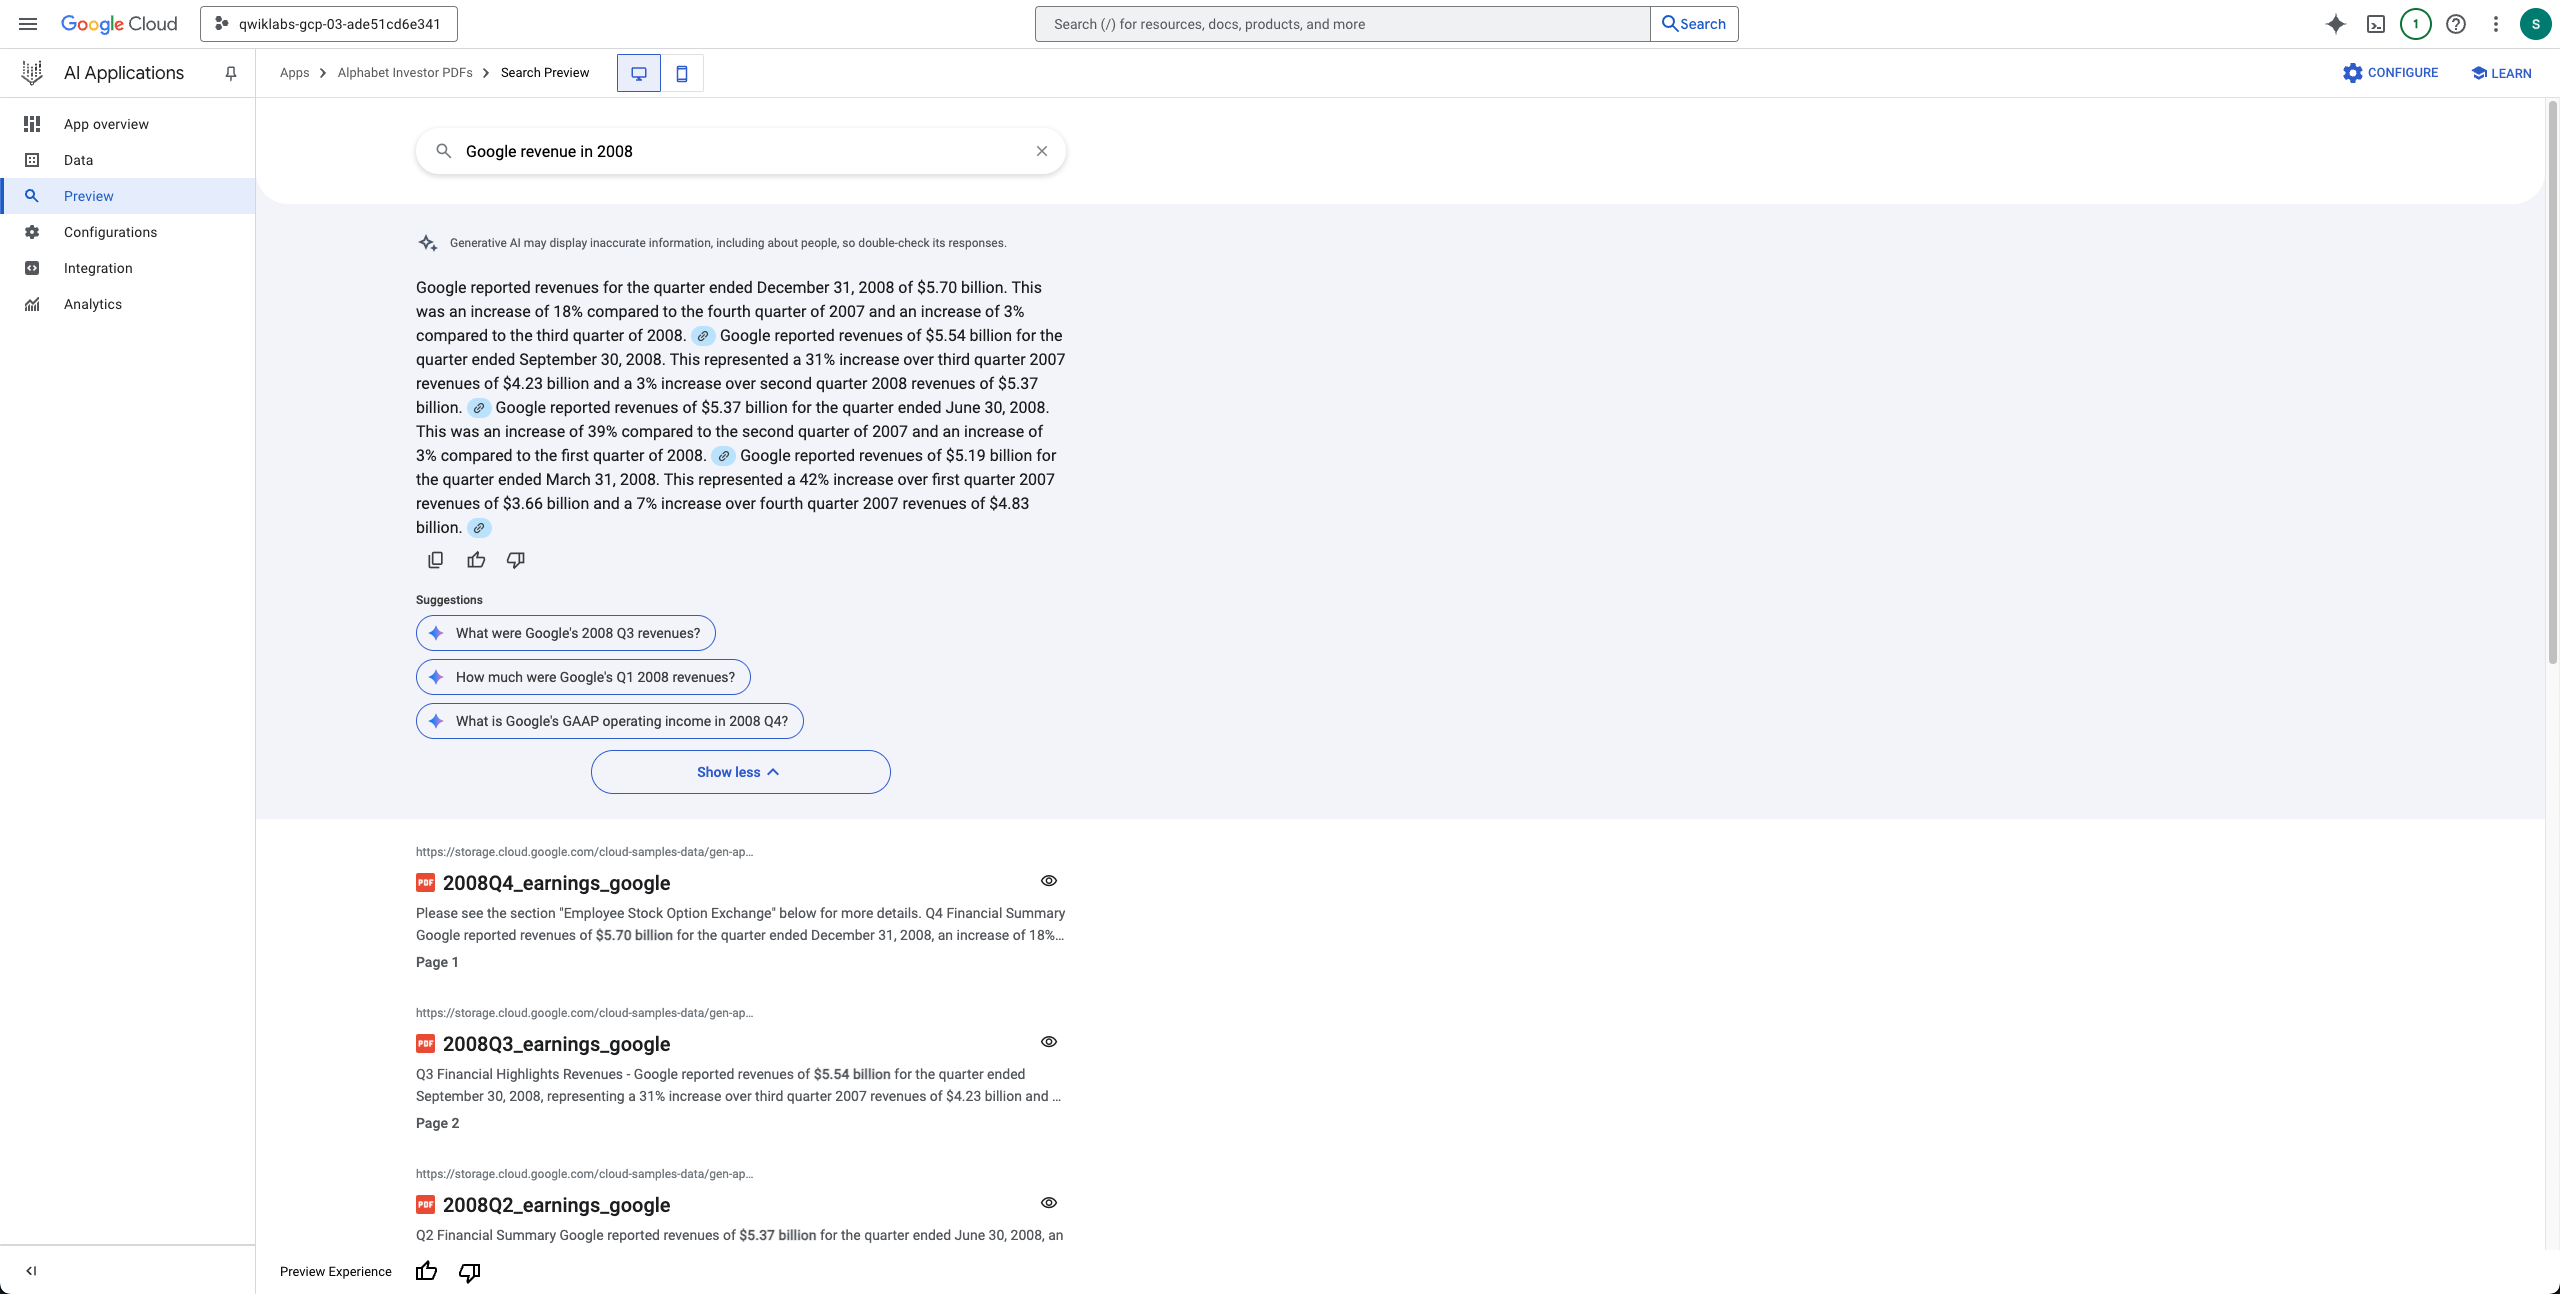 Google Cloud
qwiklabs-gcp-03-ade51cd6e341
Search (/) for resources, docs, products, and more
Search
1
S
AI Applications
Apps
Alphabet Investor PDFs
Search Preview
CONFIGURE
LEARN
App overview
Data
Preview
Configurations
Integration
Analytics
Google revenue in 2008
Generative AI may display inaccurate information, including about people, so double-check its responses.
Google reported revenues for the quarter ended December 31, 2008 of $5.70 billion. This
was an increase of 18% compared to the fourth quarter of 2007 and an increase of 3%
compared to the third quarter of 2008. Google reported revenues of $5.54 billion for the
quarter ended September 30, 2008. This represented a 31% increase over third quarter 2007
revenues of $4.23 billion and a 3% increase over second quarter 2008 revenues of $5.37
billion. Google reported revenues of $5.37 billion for the quarter ended June 30, 2008.
This was an increase of 39% compared to the second quarter of 2007 and an increase of
3% compared to the first quarter of 2008. Google reported revenues of $5.19 billion for
the quarter ended March 31, 2008. This represented a 42% increase over first quarter 2007
revenues of $3.66 billion and a 7% increase over fourth quarter 2007 revenues of $4.83
billion.
Suggestions
What were Google's 2008 Q3 revenues?
How much were Google's Q1 2008 revenues?
What is Google's GAAP operating income in 2008 Q4?
Show less
https://storage.cloud.google.com/cloud-samples-data/gen-ap...
PDF 2008Q4_earnings_google
Please see the section "Employee Stock Option Exchange" below for more details. Q4 Financial Summary
Google reported revenues of $5.70 billion for the quarter ended December 31, 2008, an increase of 18%...
Page 1
https://storage.cloud.google.com/cloud-samples-data/gen-ap...
PDF 2008Q3_earnings_google
Q3 Financial Highlights Revenues - Google reported revenues of $5.54 billion for the quarter ended
September 30, 2008, representing a 31% increase over third quarter 2007 revenues of $4.23 billion and ...
Page 2
https://storage.cloud.google.com/cloud-samples-data/gen-ap...
PDF 2008Q2_earnings_google
Q2 Financial Summary Google reported revenues of $5.37 billion for the quarter ended June 30, 2008, an
Preview Experience